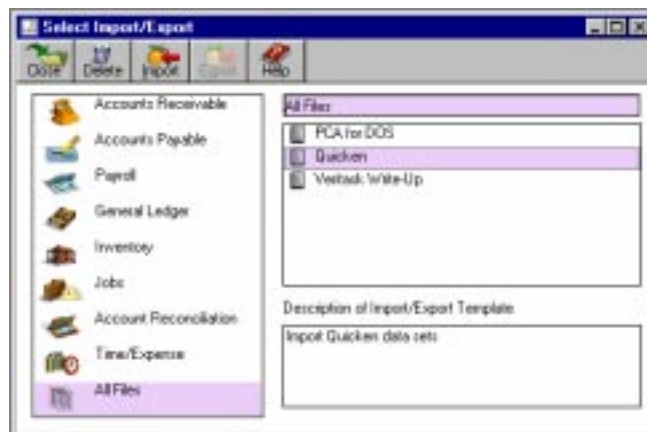 Select Import/Export
Close Delete Import Export Help
Accounts Receivable
Accounts Payable
Payroll
General Ledger
Inventory
Jobs
Account Reconciliation
Time/Expense
All Files
All Files
PCA for DOS
Quicken
Veritask Write-Up
Description of Import/Export Template
Import Quicken data sets